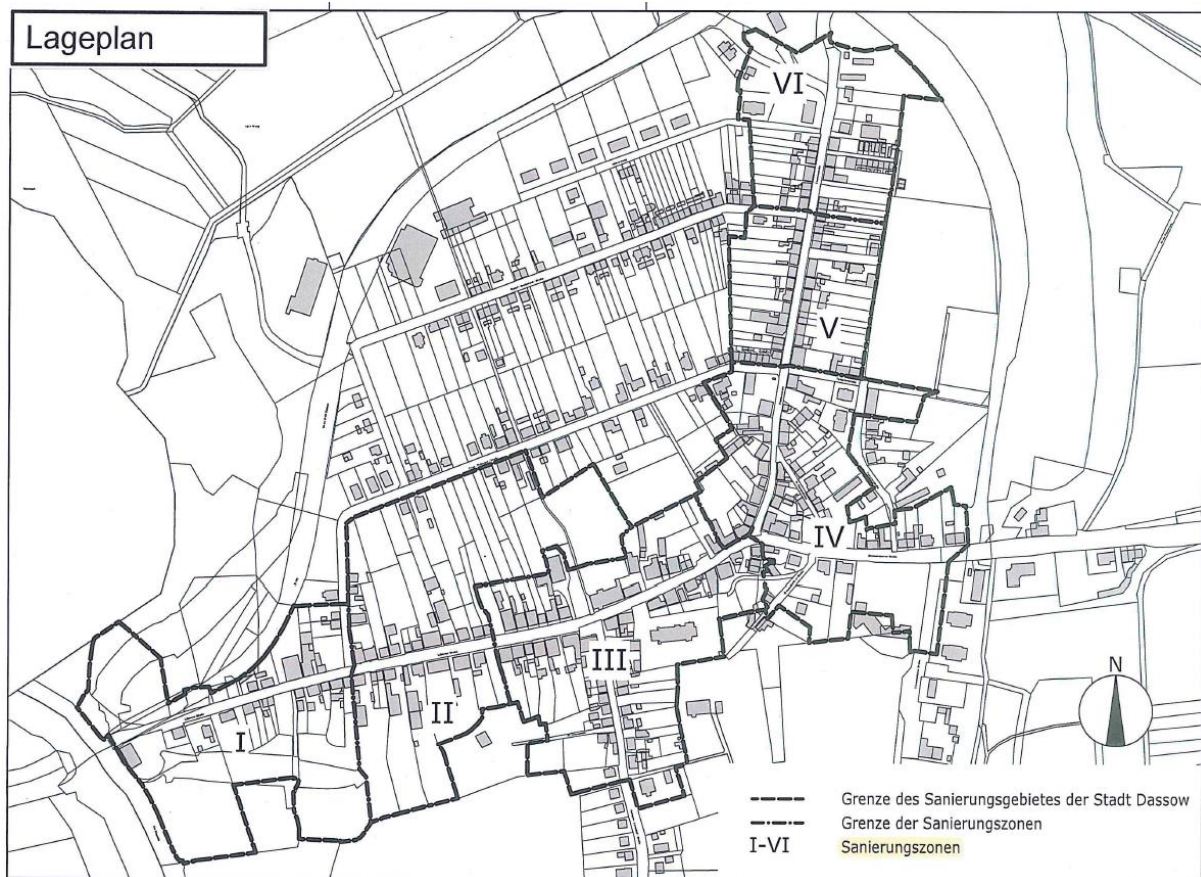 Lageplan
VI
V
IV
III
II
I
N
Grenze des Sanierungsgebietes der Stadt Dassow
Grenze der Sanierungszonen
I-VI Sanierungszonen